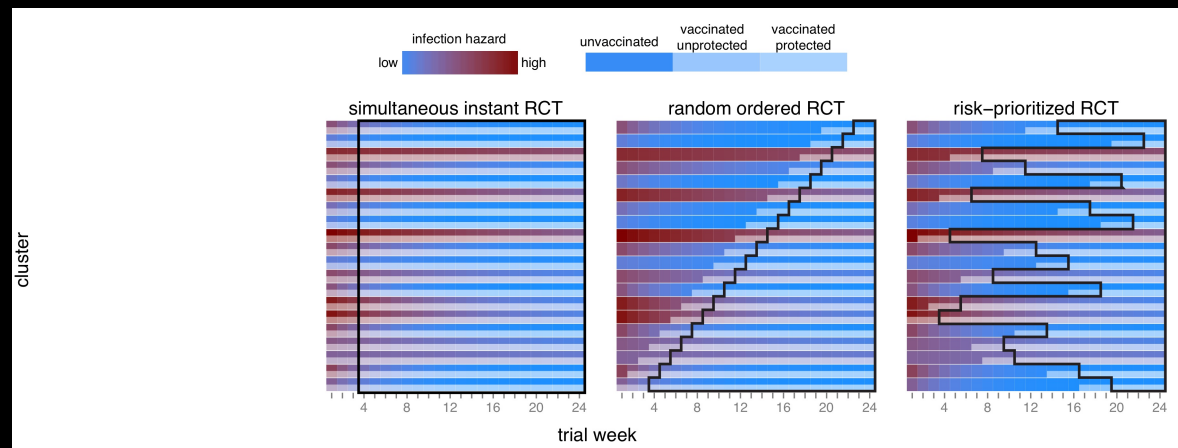 infection hazard
low high
unvaccinated
vaccinated
unprotected
vaccinated
protected
simultaneous instant RCT
random ordered RCT
risk−prioritized RCT
cluster
4 8 12 16 20 24
4 8 12 16 20 24
4 8 12 16 20 24
trial week